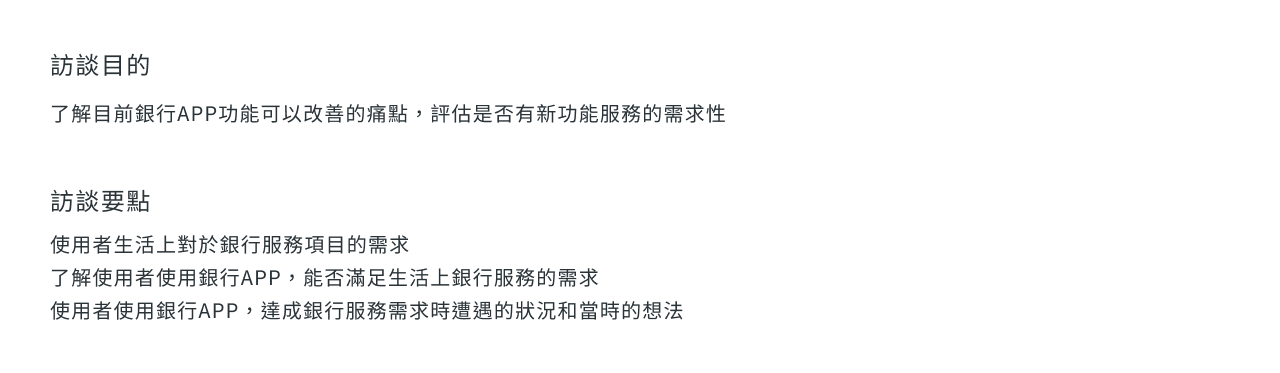 訪談目的
了解目前銀行APP功能可以改善的痛點，評估是否有新功能服務的需求性
訪談要點
使用者生活上對於銀行服務項目的需求
了解使用者使用銀行APP，能否滿足生活上銀行服務的需求
使用者使用銀行APP，達成銀行服務需求時遭遇的狀況和當時的想法